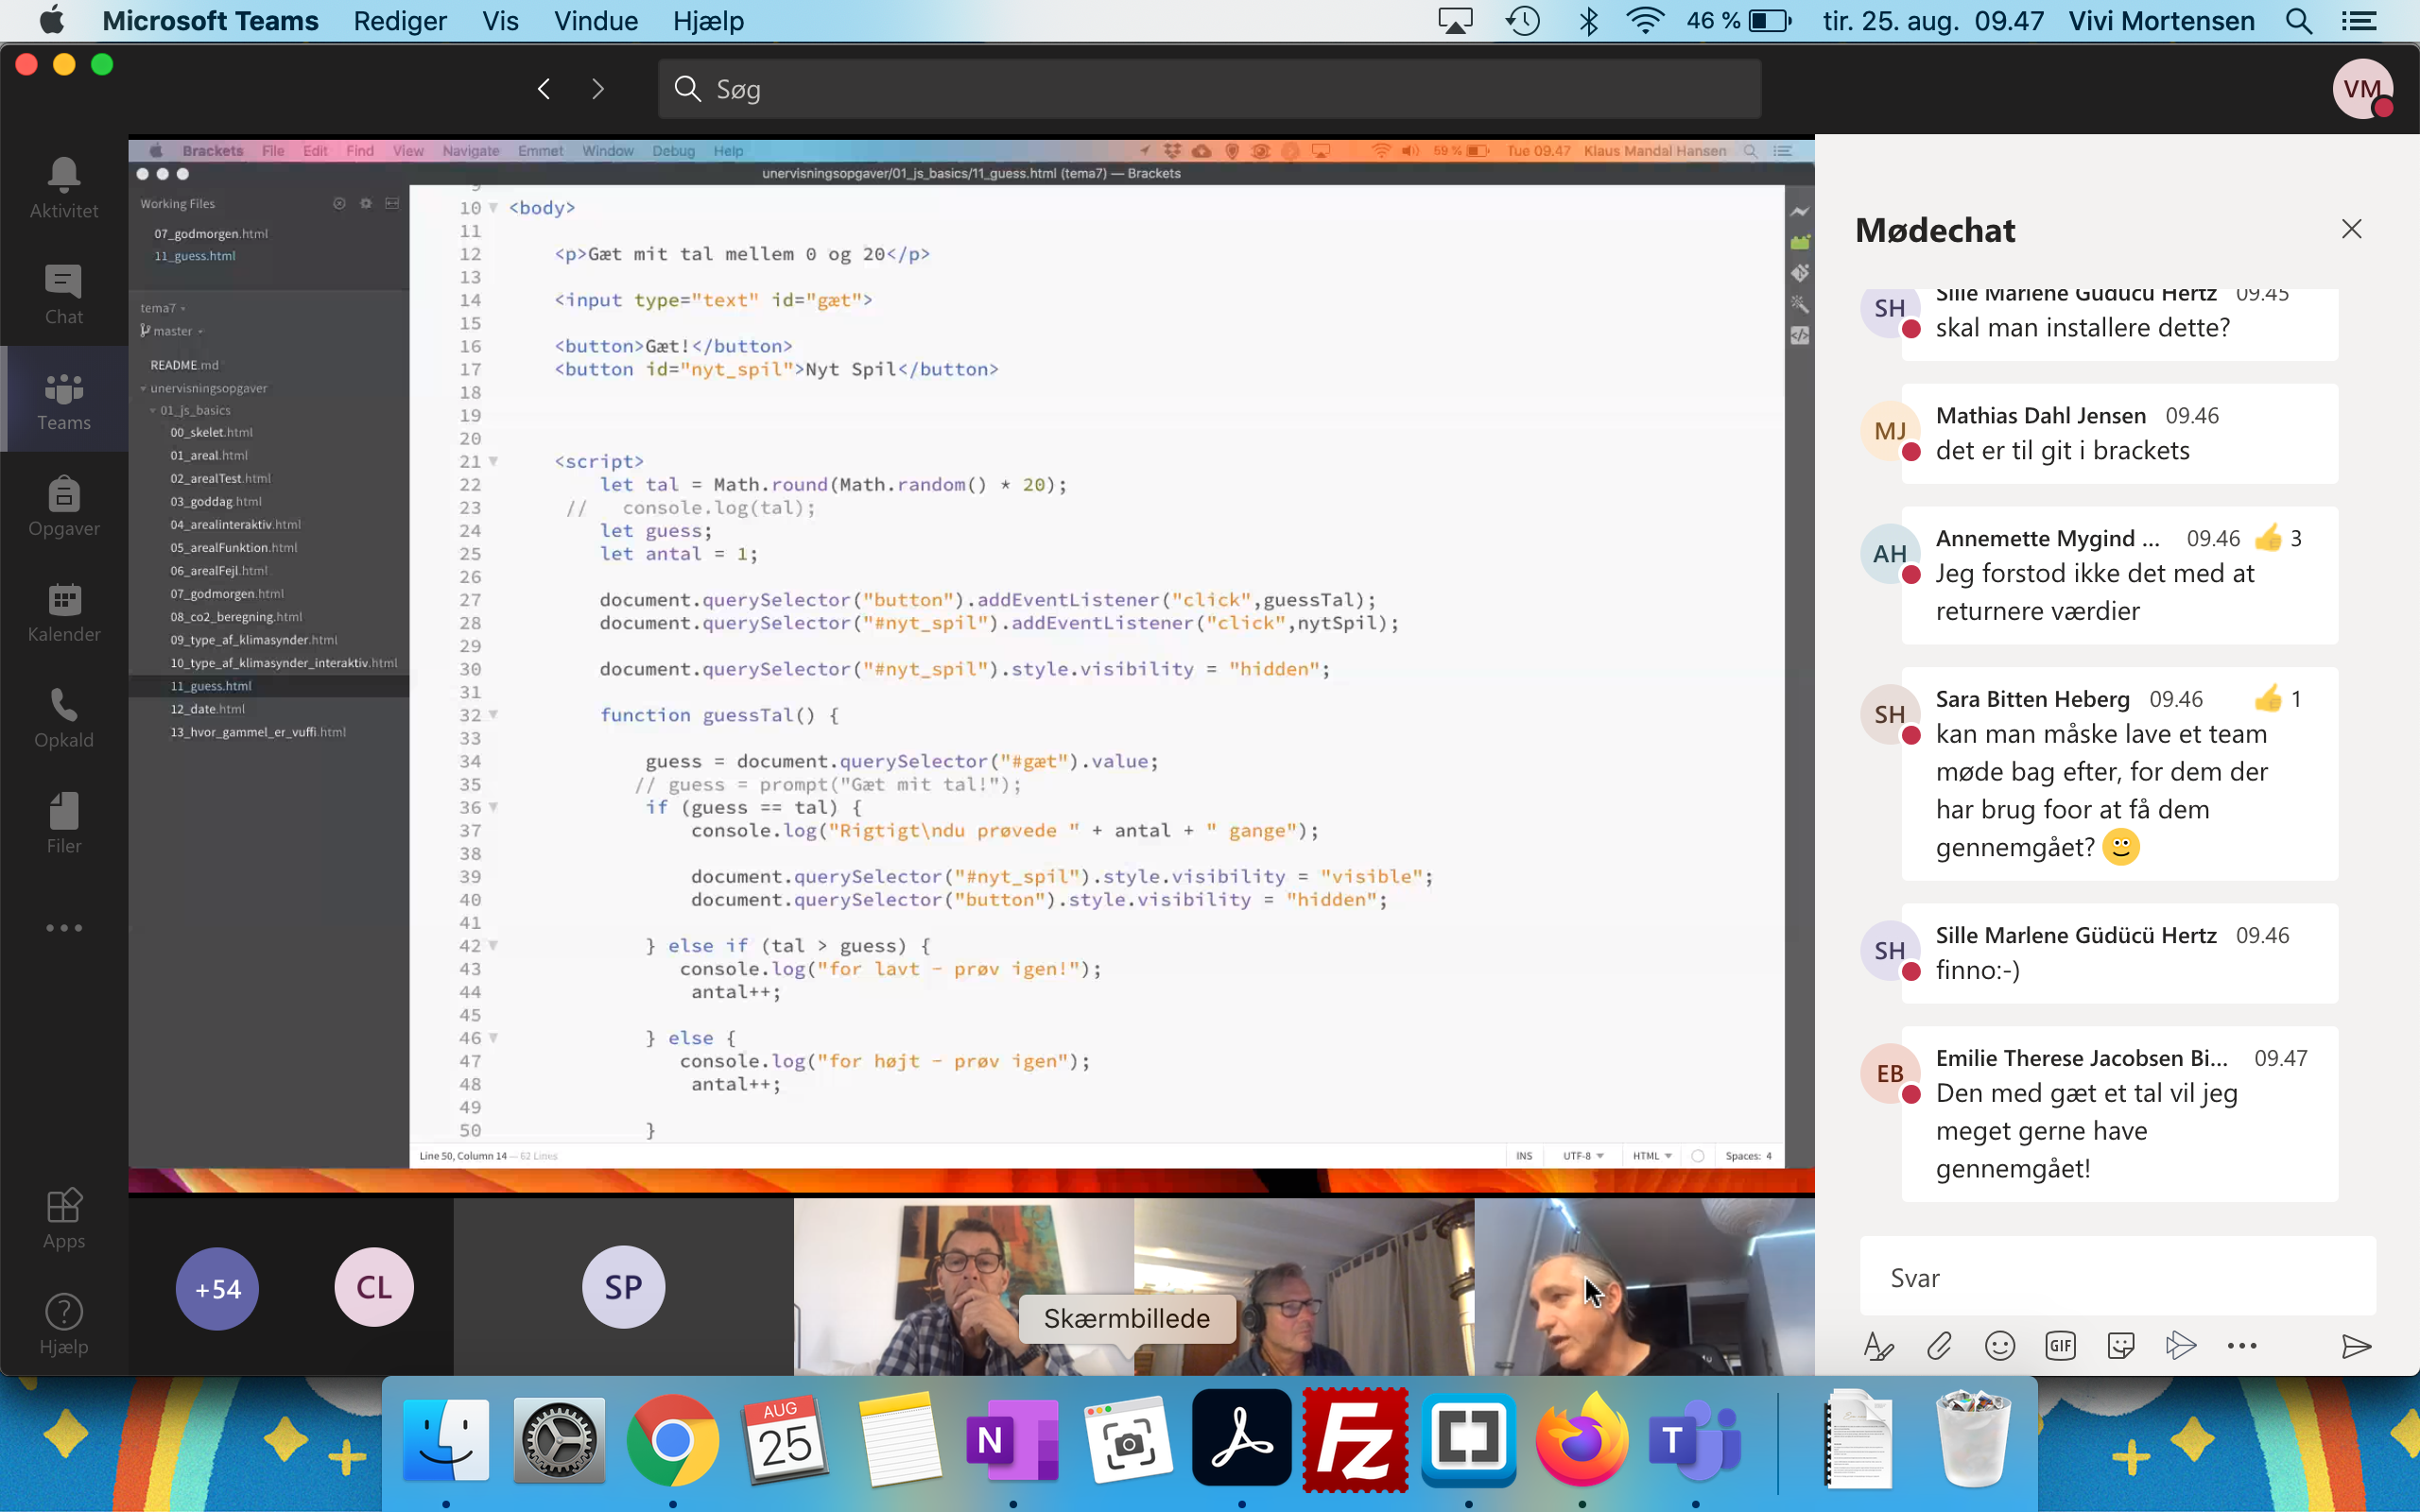 Microsoft Teams Rediger Vis Vindue Hjælp 46 % tir. 25. aug. 09.47 Vivi Mortensen
Søg
VM
Aktivitet
Chat
Teams
Opgaver
Kalender
Opkald
Filer
Apps
Hjælp
Brackets File Edit Find View Navigate Emmet Window Debug Help 59 % Tue 09.47 Klaus Mandal Hansen
unervisningsopgaver/01_js_basics/11_guess.html (tema7) — Brackets
Working Files
07_godmorgen.html
11_guess.html
tema7
master
README.md
unervisningsopgaver
01_js_basics
00_skelet.html
01_areal.html
02_arealTest.html
03_goddag.html
04_arealinteraktiv.html
05_arealFunktion.html
06_arealFejl.html
07_godmorgen.html
08_co2_beregning.html
09_type_af_klimasynder.html
10_type_af_klimasynder_interaktiv.html
11_guess.html
12_date.html
13_hvor_gammel_er_vuffi.html
9
10 <body>
11
12 <p>Gæt mit tal mellem 0 og 20</p>
13
14 <input type="text" id="gæt">
15
16 <button>Gæt!</button>
17 <button id="nyt_spil">Nyt Spil</button>
18
19
20
21 <script>
22 let tal = Math.round(Math.random() * 20);
23 // console.log(tal);
24 let guess;
25 let antal = 1;
26
27 document.querySelector("button").addEventListener("click",guessTal);
28 document.querySelector("#nyt_spil").addEventListener("click",nytSpil);
29
30 document.querySelector("#nyt_spil").style.visibility = "hidden";
31
32 function guessTal() {
33
34 guess = document.querySelector("#gæt").value;
35 // guess = prompt("Gæt mit tal!");
36 if (guess == tal) {
37 console.log("Rigtigt\ndu prøvede " + antal + " gange");
38
39 document.querySelector("#nyt_spil").style.visibility = "visible";
40 document.querySelector("button").style.visibility = "hidden";
41
42 } else if (tal > guess) {
43 console.log("for lavt - prøv igen!");
44 antal++;
45
46 } else {
47 console.log("for højt - prøv igen");
48 antal++;
49
50 }
Line 50, Column 14 — 62 Lines INS UTF-8 HTML Spaces: 4
+54 CL SP
Skærmbillede
Mødechat
SH Sille Marlene Güdücü Hertz 09.45
skal man installere dette?
MJ Mathias Dahl Jensen 09.46
det er til git i brackets
AH Annemette Mygind ... 09.46 👍 3
Jeg forstod ikke det med at
returnere værdier
SH Sara Bitten Heberg 09.46 👍 1
kan man måske lave et team
møde bag efter, for dem der
har brug foor at få dem
gennemgået?
SH Sille Marlene Güdücü Hertz 09.46
finno:-)
EB Emilie Therese Jacobsen Bi... 09.47
Den med gæt et tal vil jeg
meget gerne have
gennemgået!
Svar
GIF
AUG
25
N
Fz
T